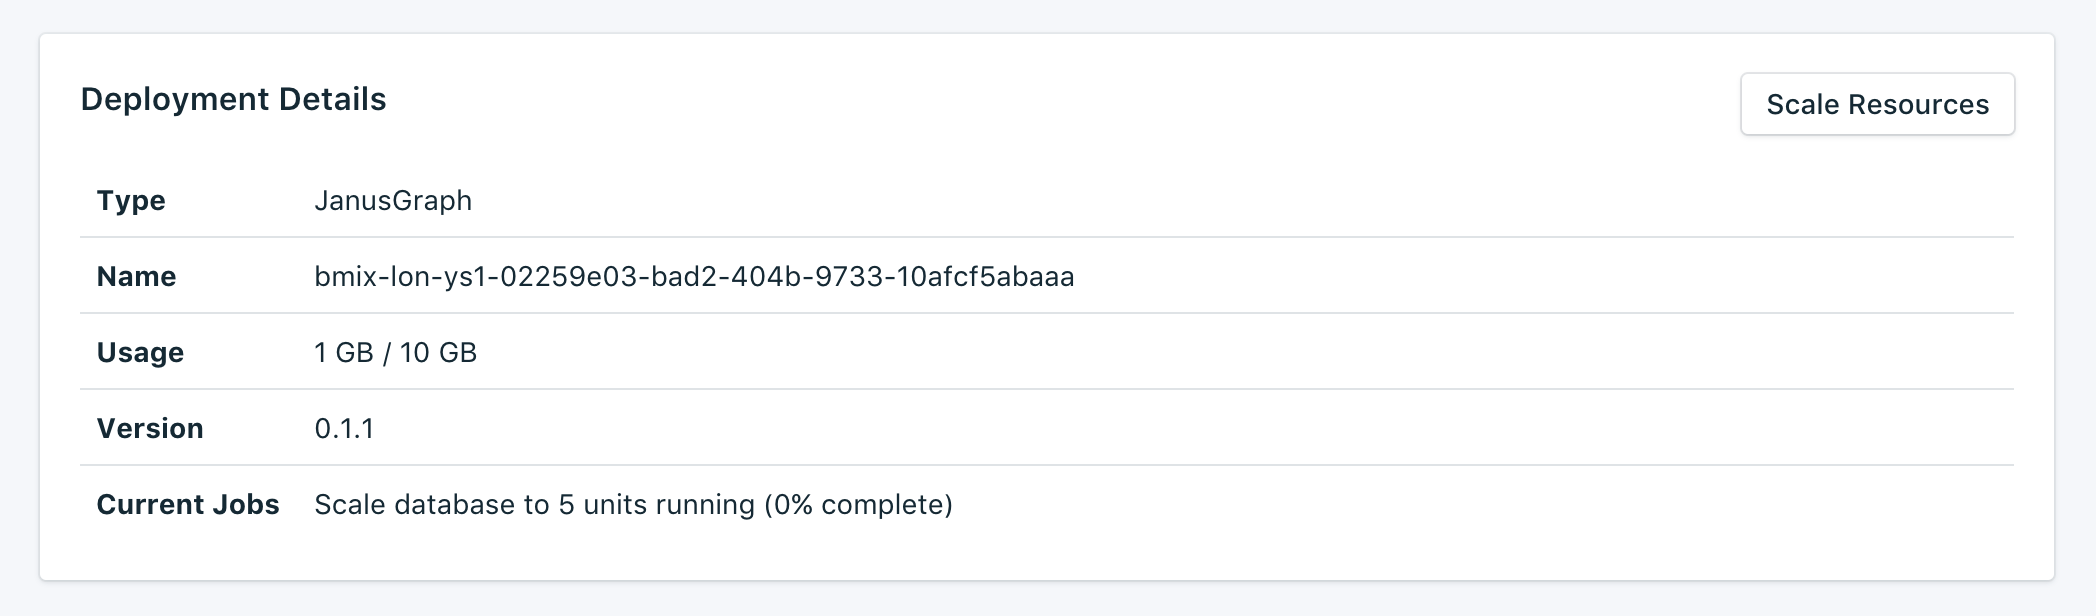 Deployment Details
Scale Resources
Type JanusGraph
Name bmix-lon-ys1-02259e03-bad2-404b-9733-10afcf5abaaa
Usage 1 GB / 10 GB
Version 0.1.1
Current Jobs Scale database to 5 units running (0% complete)